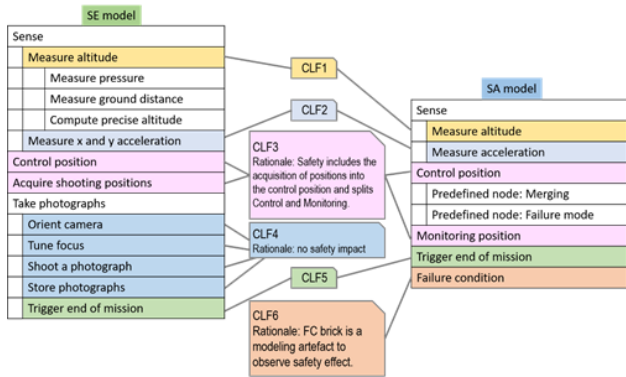 SE model
Sense
Measure altitude
Measure pressure
Measure ground distance
Compute precise altitude
Measure x and y acceleration
Control position
Acquire shooting positions
Take photographs
Orient camera
Tune focus
Shoot a photograph
Store photographs
Trigger end of mission
CLF1
CLF2
CLF3
Rationale: Safety includes the
acquisition of positions into
the control position and splits
Control and Monitoring.
CLF4
Rationale: no safety impact
CLF5
CLF6
Rationale: FC brick is a
modeling artefact to
observe safety effect.
SA model
Sense
Measure altitude
Measure acceleration
Control position
Predefined node: Merging
Predefined node: Failure mode
Monitoring position
Trigger end of mission
Failure condition